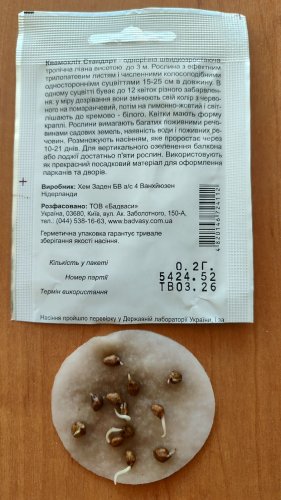 Квамокліт Стандарт - однорічна швидкозростаюча
тропічна ліана висотою до 3 м. Рослина з ефектним
трилопатевим листям і численними колосоподібними
односторонніми суцвіттями 15-25 см в довжину. В
одному суцвітті буває до 12 квіток різного забарвлен-
ня: у міру дозрівання вони змінюють свій колір з черво-
ного на помаранчевий, потім на лимонно-жовтий і світ-
лішають до кремово - білого. Квітки мають форму
краплі. Рослини вимагають багатих поживними речо-
винами садових земель, наявність води і поживних ре-
човин. Розмножують насінням, яке проростає через
10-21 днів. Для вертикального озеленення балкона
або лоджії достатньо п'яти рослин. Використовують
як прекрасний посадковий матеріал для оформлення
парканів та дворів.
Виробник: Хем Заден БВ а/с 4 Ванкйюзен
Нідерланди
Розфасовано: ТОВ «Бадваси»
Україна, 03680, Київ, вул. Ак. Заболотного, 150-А,
тел. (044) 538-16-63, www.badvasy.com.ua
Герметична упаковка гарантує тривале
зберігання якості насіння.
4820146724112
Кількість у пакеті 0.2Г.
Номер партії 5424.52
Термін використання ТВ03.26
Насіння пройшло перевірку у Державній лабораторії України